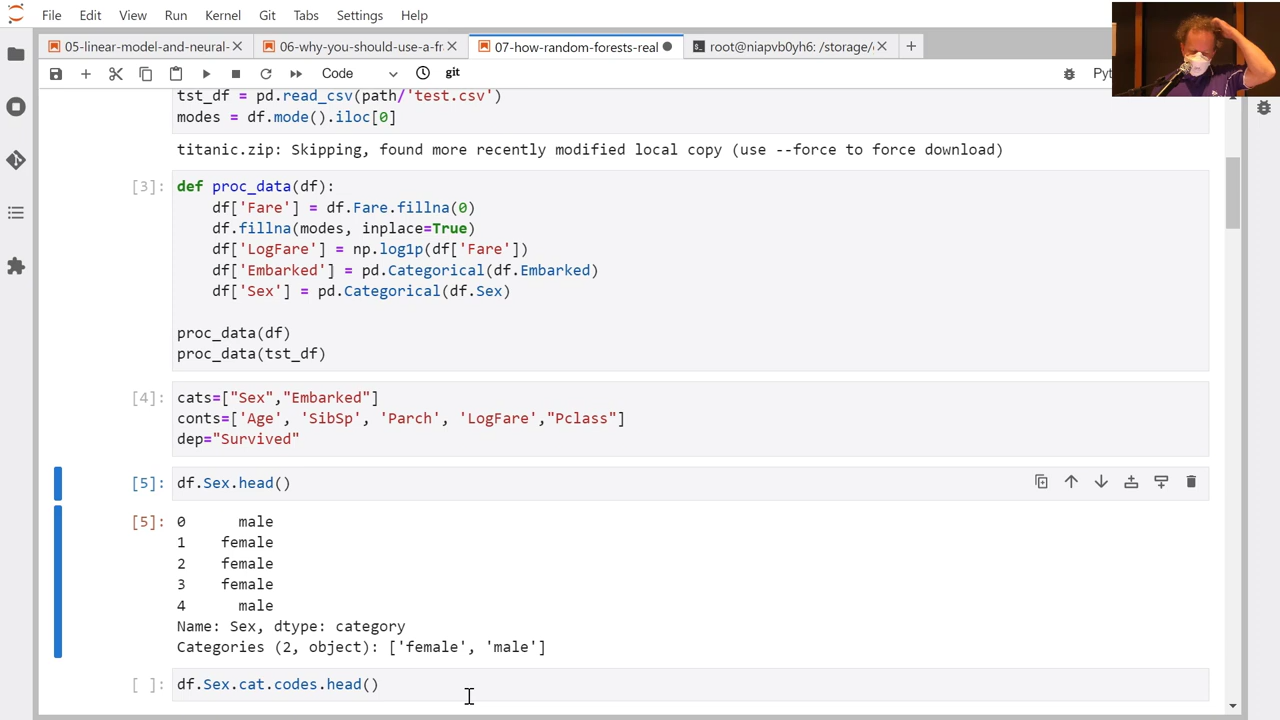 File Edit View Run Kernel Git Tabs Settings Help
05-linear-model-and-neural-
06-why-you-should-use-a-fr
07-how-random-forests-real
root@niapvb0yh6: /storage/
Code
git
Pyt
tst_df = pd.read_csv(path/'test.csv')
modes = df.mode().iloc[0]
titanic.zip: Skipping, found more recently modified local copy (use --force to force download)
[3]: def proc_data(df):
df['Fare'] = df.Fare.fillna(0)
df.fillna(modes, inplace=True)
df['LogFare'] = np.log1p(df['Fare'])
df['Embarked'] = pd.Categorical(df.Embarked)
df['Sex'] = pd.Categorical(df.Sex)
proc_data(df)
proc_data(tst_df)
[4]: cats=["Sex","Embarked"]
conts=['Age', 'SibSp', 'Parch', 'LogFare',"Pclass"]
dep="Survived"
[5]: df.Sex.head()
[5]: 0 male
1 female
2 female
3 female
4 male
Name: Sex, dtype: category
Categories (2, object): ['female', 'male']
[ ]: df.Sex.cat.codes.head()